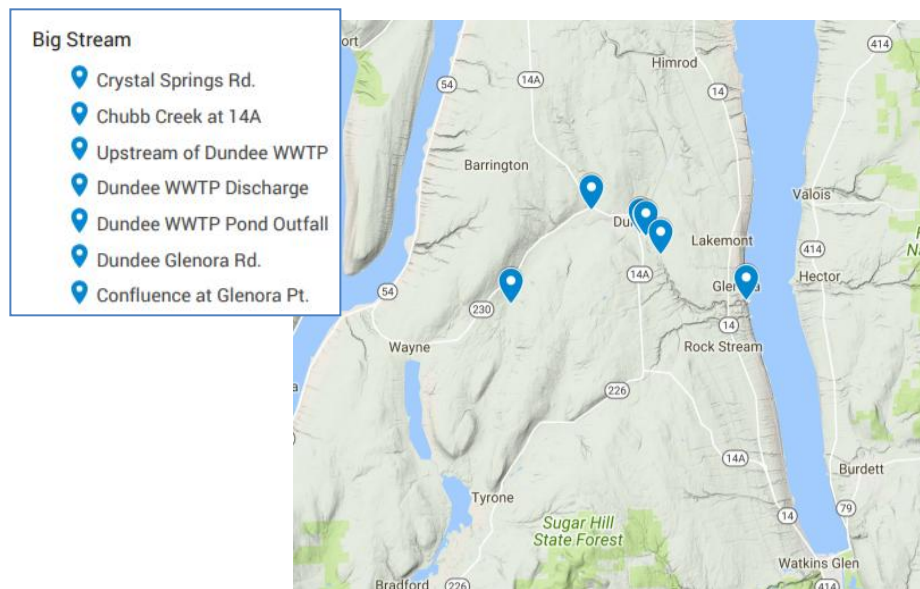 Big Stream
Crystal Springs Rd.
Chubb Creek at 14A
Upstream of Dundee WWTP
Dundee WWTP Discharge
Dundee WWTP Pond Outfall
Dundee Glenora Rd.
Confluence at Glenora Pt.
ort
414
Himrod
14A
54
14
Barrington
Valois
Du
Lakemont
414
14A
Hector
Gle
54
230
14
Wayne
Rock Stream
226
a
14A
Burdett
Tyrone
79
14
Sugar Hill
State Forest
Watkins Glen
Bradford
226
414